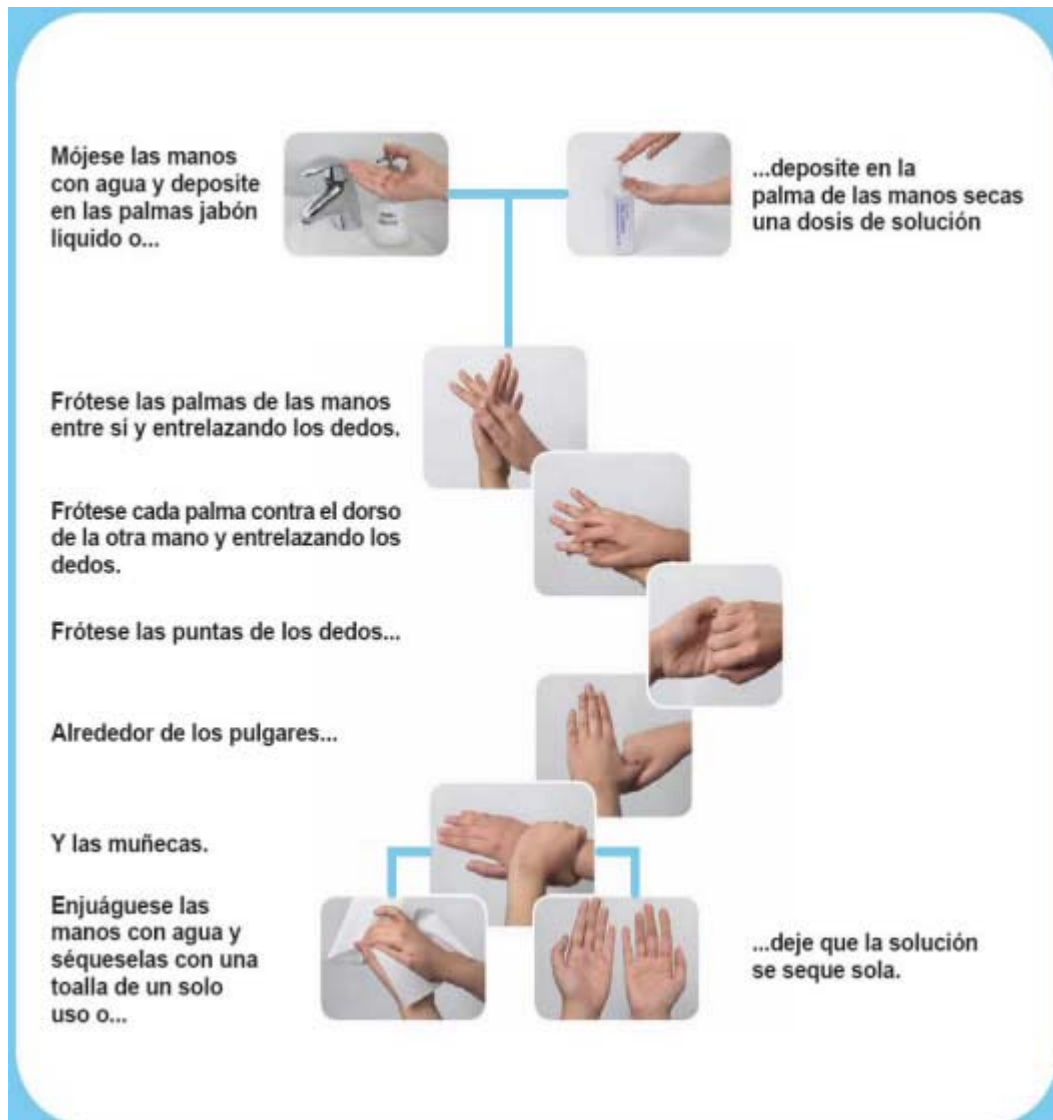 Mójese las manos
con agua y deposite
en las palmas jabón
líquido o...
...deposite en la
palma de las manos secas
una dosis de solución
Frótese las palmas de las manos
entre si y entrelazando los dedos.
Frótese cada palma contra el dorso
de la otra mano y entrelazando los
dedos.
Frótese las puntas de los dedos...
Alrededor de los pulgares...
Y las muñecas.
Enjuáguese las
manos con agua y
séqueselas con una
toalla de un solo
uso o...
...deje que la solución
se seque sola.